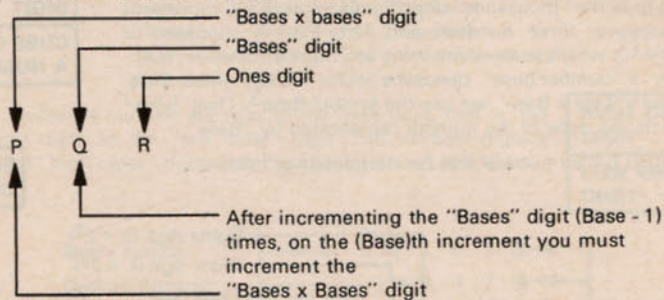 "Bases x bases" digit
"Bases" digit
Ones digit
P Q R
After incrementing the "Bases" digit (Base - 1)
times, on the (Base)th increment you must
increment the
"Bases x Bases" digit